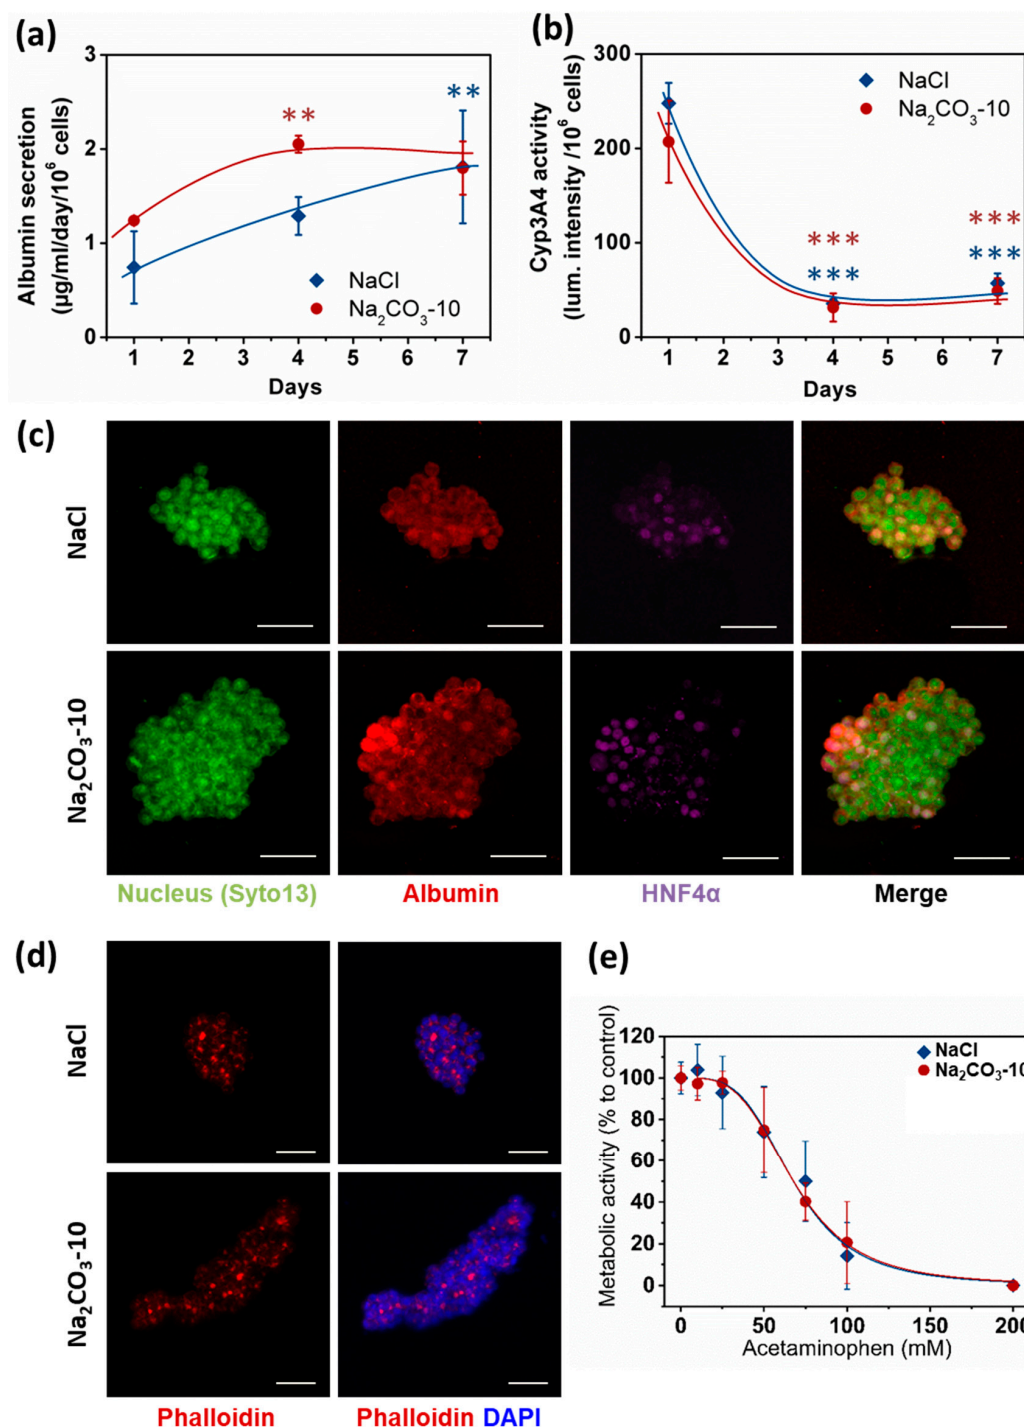 (a)
3
2
1
0
Albumin secretion
(µg/ml/day/10⁶ cells)
**
**
NaCl
Na₂CO₃-10
1 2 3 4 5 6 7
Days
(b)
300
200
100
0
Cyp3A4 activity
(lum. intensity /10⁶ cells)
NaCl
Na₂CO₃-10
***
***
***
***
1 2 3 4 5 6 7
Days
(c)
NaCl
Na₂CO₃-10
Nucleus (Syto13)
Albumin
HNF4α
Merge
(d)
NaCl
Na₂CO₃-10
Phalloidin
Phalloidin DAPI
(e)
120
100
80
60
40
20
0
Metabolic activity (% to control)
NaCl
Na₂CO₃-10
0 50 100 150 200
Acetaminophen (mM)